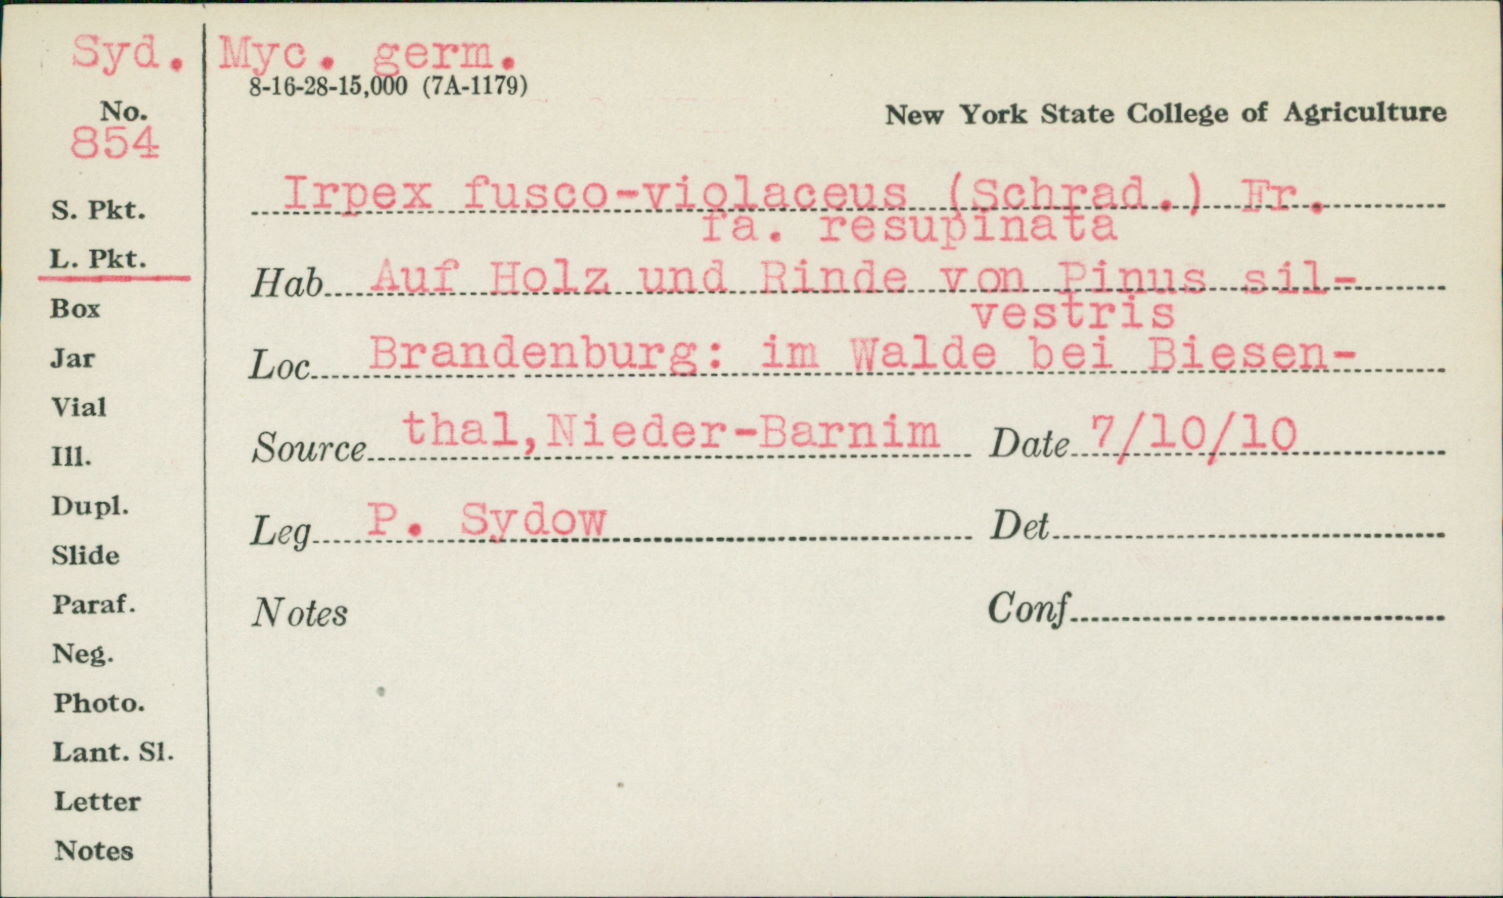 Syd. Myc. germ.
8-16-28-15,000 (7A-1179)
No.
854
New York State College of Agriculture
Irpex fusco-violaceus (Schrad.) Fr.
fa. resupinata
Hab Auf Holz und Rinde von Pinus sil-
vestris
Loc Brandenburg: im Walde bei Biesen-
Source thal,Nieder-Barnim Date 7/10/10
Leg P. Sydow Det
Notes Conf
S. Pkt.
L. Pkt.
Box
Jar
Vial
Ill.
Dupl.
Slide
Paraf.
Neg.
Photo.
Lant. Sl.
Letter
Notes